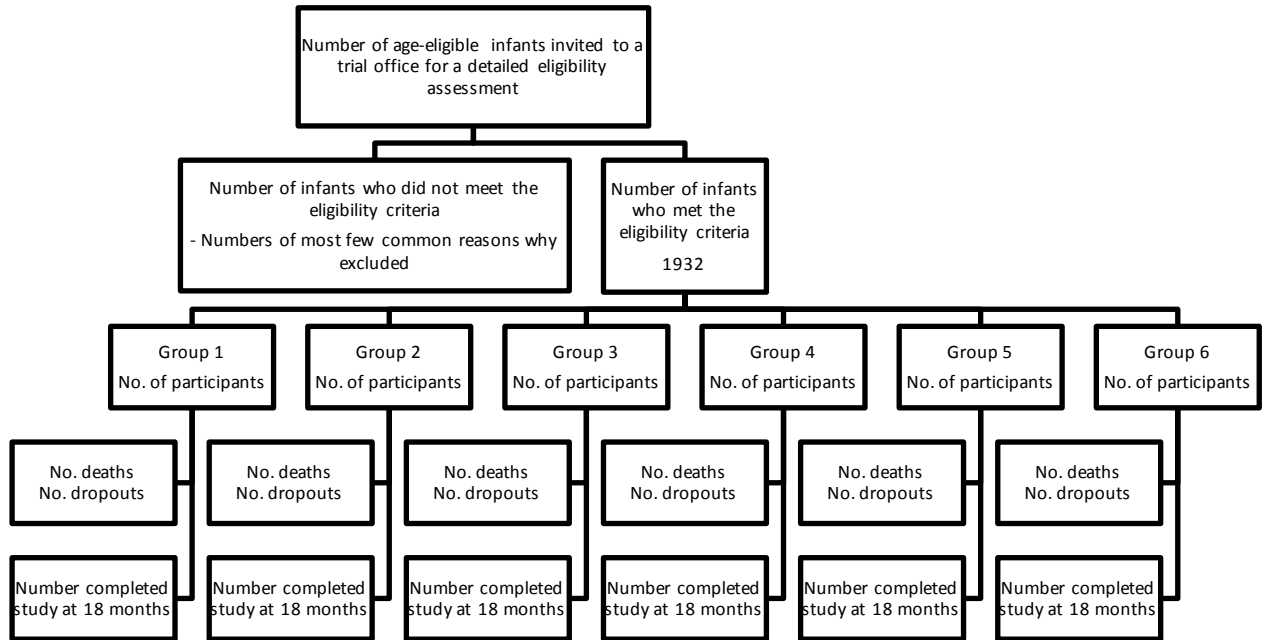 Number of age-eligible infants invited to a
trial office for a detailed eligibility
assessment
Number of infants who did not meet the
eligibility criteria
- Numbers of most few common reasons why
excluded
Number of infants
who met the
eligibility criteria
1932
Group 1
No. of participants
Group 2
No. of participants
Group 3
No. of participants
Group 4
No. of participants
Group 5
No. of participants
Group 6
No. of participants
No. deaths
No. dropouts
No. deaths
No. dropouts
No. deaths
No. dropouts
No. deaths
No. dropouts
No. deaths
No. dropouts
No. deaths
No. dropouts
Number completed
study at 18 months
Number completed
study at 18 months
Number completed
study at 18 months
Number completed
study at 18 months
Number completed
study at 18 months
Number completed
study at 18 months